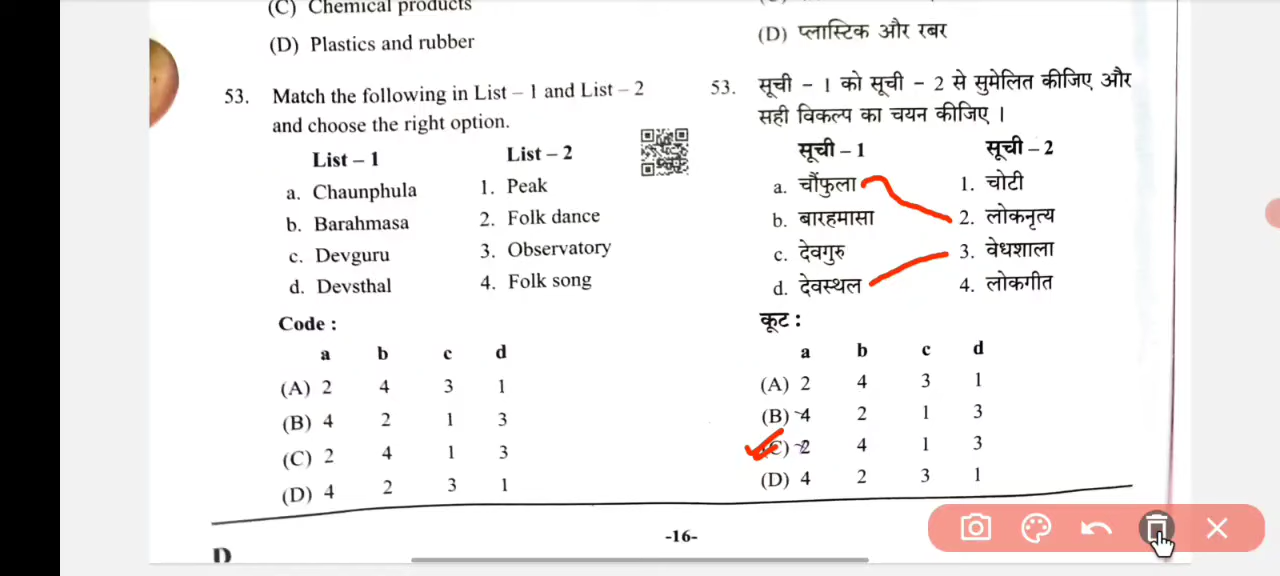 (C) Chemical products
(D) Plastics and rubber
53. Match the following in List – 1 and List – 2
and choose the right option.
List – 1 List – 2
a. Chaunphula 1. Peak
b. Barahmasa 2. Folk dance
c. Devguru 3. Observatory
d. Devsthal 4. Folk song
Code :
a b c d
(A) 2 4 3 1
(B) 4 2 1 3
(C) 2 4 1 3
(D) 4 2 3 1
(D) प्लास्टिक और रबर
53. सूची – 1 को सूची – 2 से सुमेलित कीजिए और
सही विकल्प का चयन कीजिए ।
सूची – 1 सूची – 2
a. चौंफुला 1. चोटी
b. बारहमासा 2. लोकनृत्य
c. देवगुरु 3. वेधशाला
d. देवस्थल 4. लोकगीत
कूट :
a b c d
(A) 2 4 3 1
(B) 4 2 1 3
(C) 2 4 1 3
(D) 4 2 3 1
-16-
D